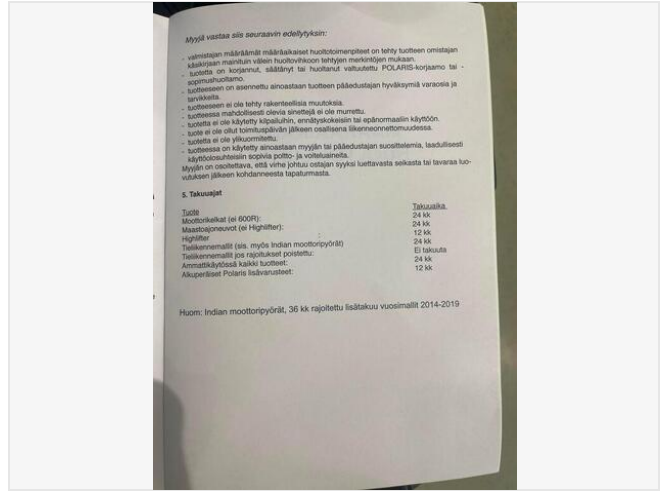 Myyjä vastaa siis seuraavin edellytyksin:
- valmistajan määräämät määräaikaiset huoltotoimenpiteet on tehty tuotteen omistajan
käsikirjaan mainituin välein huoltovihkoon tehtyjen merkintöjen mukaan.
- tuotetta on korjannut, säätänyt tai huoltanut valtuutettu POLARIS-korjaamo tai -
sopimushuoltamo.
- tuotteeseen on asennettu ainoastaan tuotteen pääedustajan hyväksymiä varaosia ja
tarvikkeita.
- tuotteeseen ei ole tehty rakenteellisia muutoksia.
- tuotteessa mahdollisesti olevia sinettejä ei ole murrettu.
- tuotetta ei ole käytetty kilpailuihin, ennätyskokeisiin tai epänormaaliin käyttöön.
- tuote ei ole ollut toimituspäivän jälkeen osallisena liikenneonnettomuudessa.
- tuotetta ei ole ylikuormitettu.
- tuotteessa on käytetty ainoastaan myyjän tai pääedustajan suosittelemia, laadullisesti
käyttöolosuhteisiin sopivia poltto- ja voiteluaineita.
Myyjän on osoitettava, että virhe johtuu ostajan syyksi luettavasta seikasta tai tavaraa luo-
vutuksen jälkeen kohdanneesta tapaturmasta.
5. Takuuajat
Tuote Takuuaika
Moottorikelkat (ei 600R): 24 kk
Maastoajoneuvot (ei Highlifter): 24 kk
Highlifter 12 kk
Tieliikennemallit (sis. myös Indian moottoripyörät) 24 kk
Tieliikennemallit jos rajoitukset poistettu: Ei takuuta
Ammattikäytössä kaikki tuotteet: 24 kk
Alkuperäiset Polaris lisävarusteet: 12 kk
Huom: Indian moottoripyörät, 36 kk rajoitettu lisätakuu vuosimallit 2014-2019